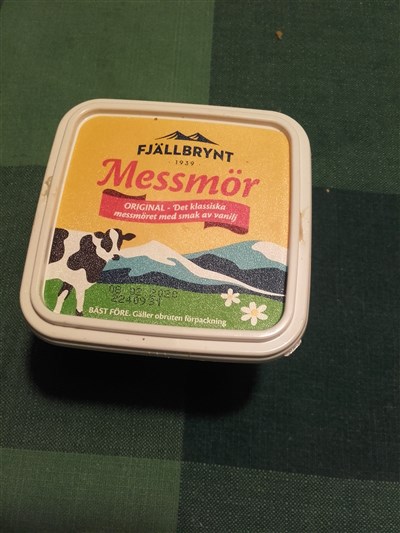 FJÄLLBRYNT
1939
Messmör
ORIGINAL - Det klassiska
messmöret med smak av vanilj
BÄST FÖRE. Gäller obruten förpackning